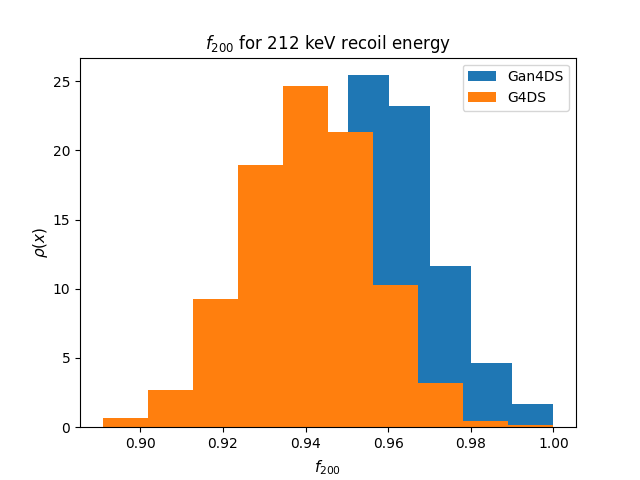 f₂₀₀ for 212 keV recoil energy
Gan4DS
G4DS
ρ(x)
25
20
15
10
5
0
0.90 0.92 0.94 0.96 0.98 1.00
f₂₀₀